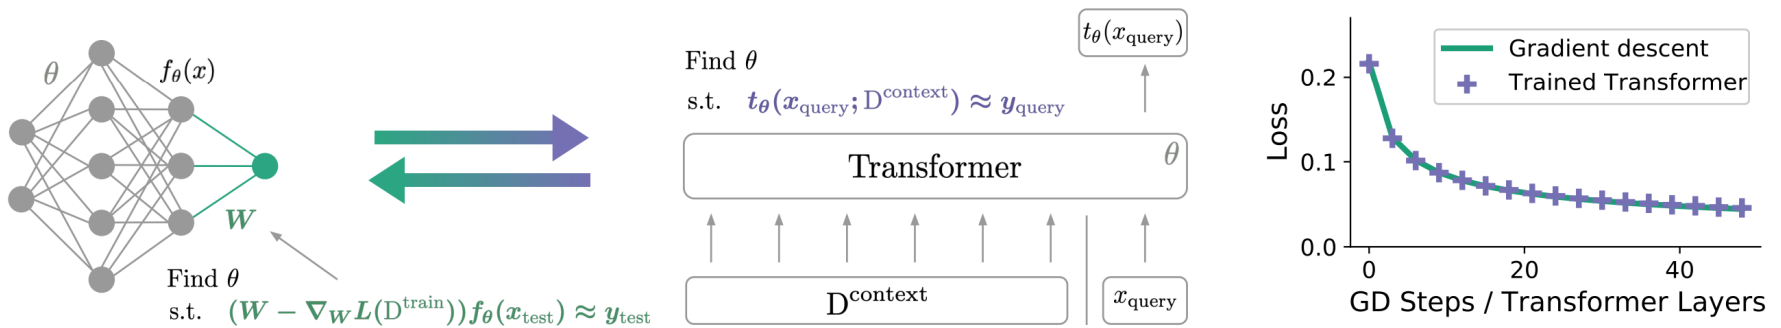 θ
f_θ(x)
W
Find θ
s.t. (W − ∇_W L(D^train)) f_θ(x_test) ≈ y_test
t_θ(x_query)
Find θ
s.t. t_θ(x_query; D^context) ≈ y_query
Transformer
θ
D^context
x_query
Gradient descent
Trained Transformer
Loss
0.2
0.1
0.0
0 20 40
GD Steps / Transformer Layers